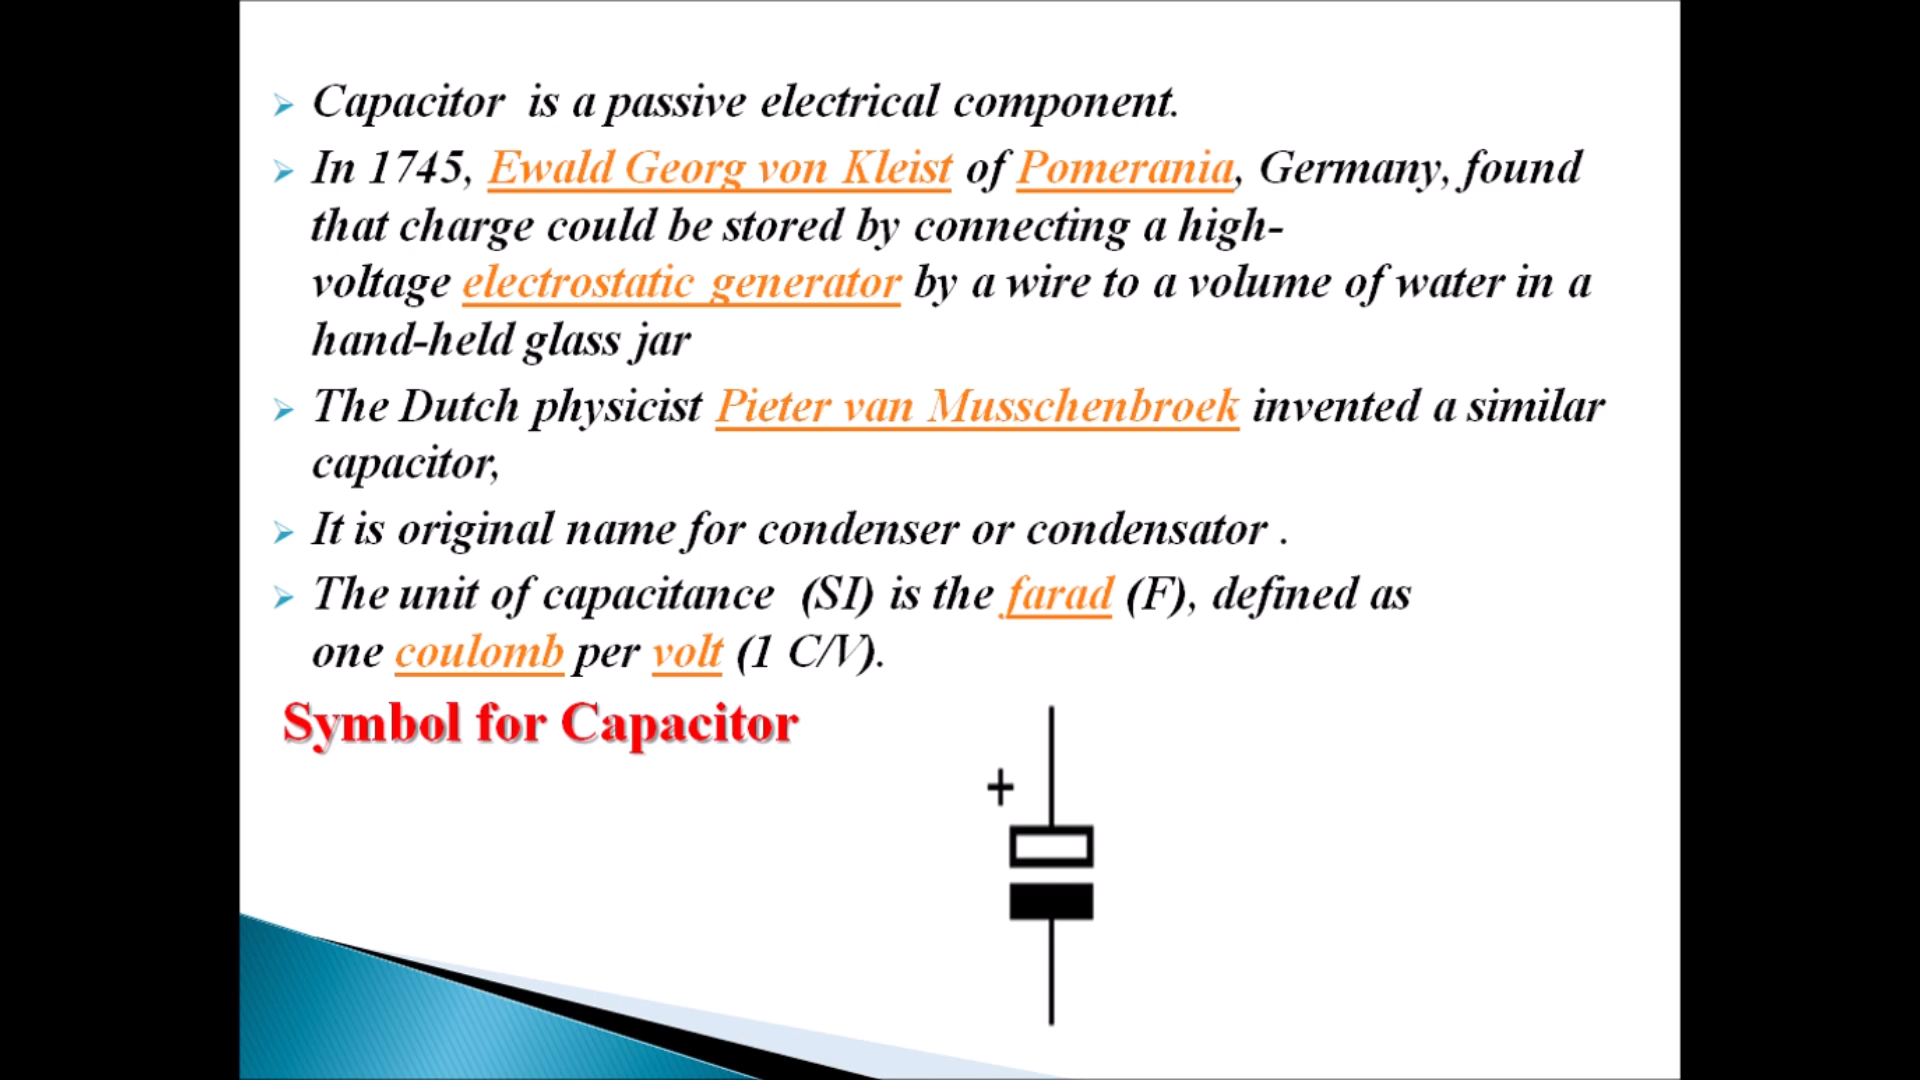 Capacitor is a passive electrical component.
In 1745, Ewald Georg von Kleist of Pomerania, Germany, found
that charge could be stored by connecting a high-
voltage electrostatic generator by a wire to a volume of water in a
hand-held glass jar
The Dutch physicist Pieter van Musschenbroek invented a similar
capacitor,
It is original name for condenser or condensator .
The unit of capacitance (SI) is the farad (F), defined as
one coulomb per volt (1 C/V).
Symbol for Capacitor
+